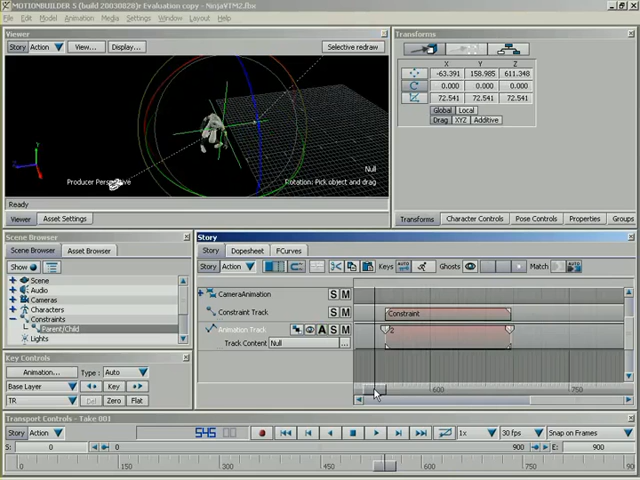 MOTIONBUILDER 5 (build 20030828)r Evaluation copy - NinjaVTM2.fbx
File Edit Model Animation Settings Window Layout Help
Viewer
Story Action View... Display... Selective redraw
Null
Producer Perspective
Rotation: Pick object and drag
Ready
Viewer Asset Settings
Transforms
X Y Z
-63.391 158.985 611.348
0.000 0.000 0.000
72.541 72.541 72.541
Global Local
Drag XYZ Additive
Transforms Character Controls Pose Controls Properties Groups
Scene Browser
Scene Browser Asset Browser
Show
Scene
Audio
Cameras
Characters
Constraints
Parent/Child
Lights
Key Controls
Animation... Type : Auto
Base Layer Key
TR Del Zero Flat
Story
Story Dopesheet FCurves
Story Action Keys AUTO Ghosts Match AUTO
CameraAnimation S M
Constraint Track S M Constraint
Animation Track A S M 2
Track Content Null ...
600 750
Transport Controls - Take 001
Story Action 545 1x 30 fps Snap on Frames
S: 0 0 900 E: 900
0 150 300 450 600 750 900